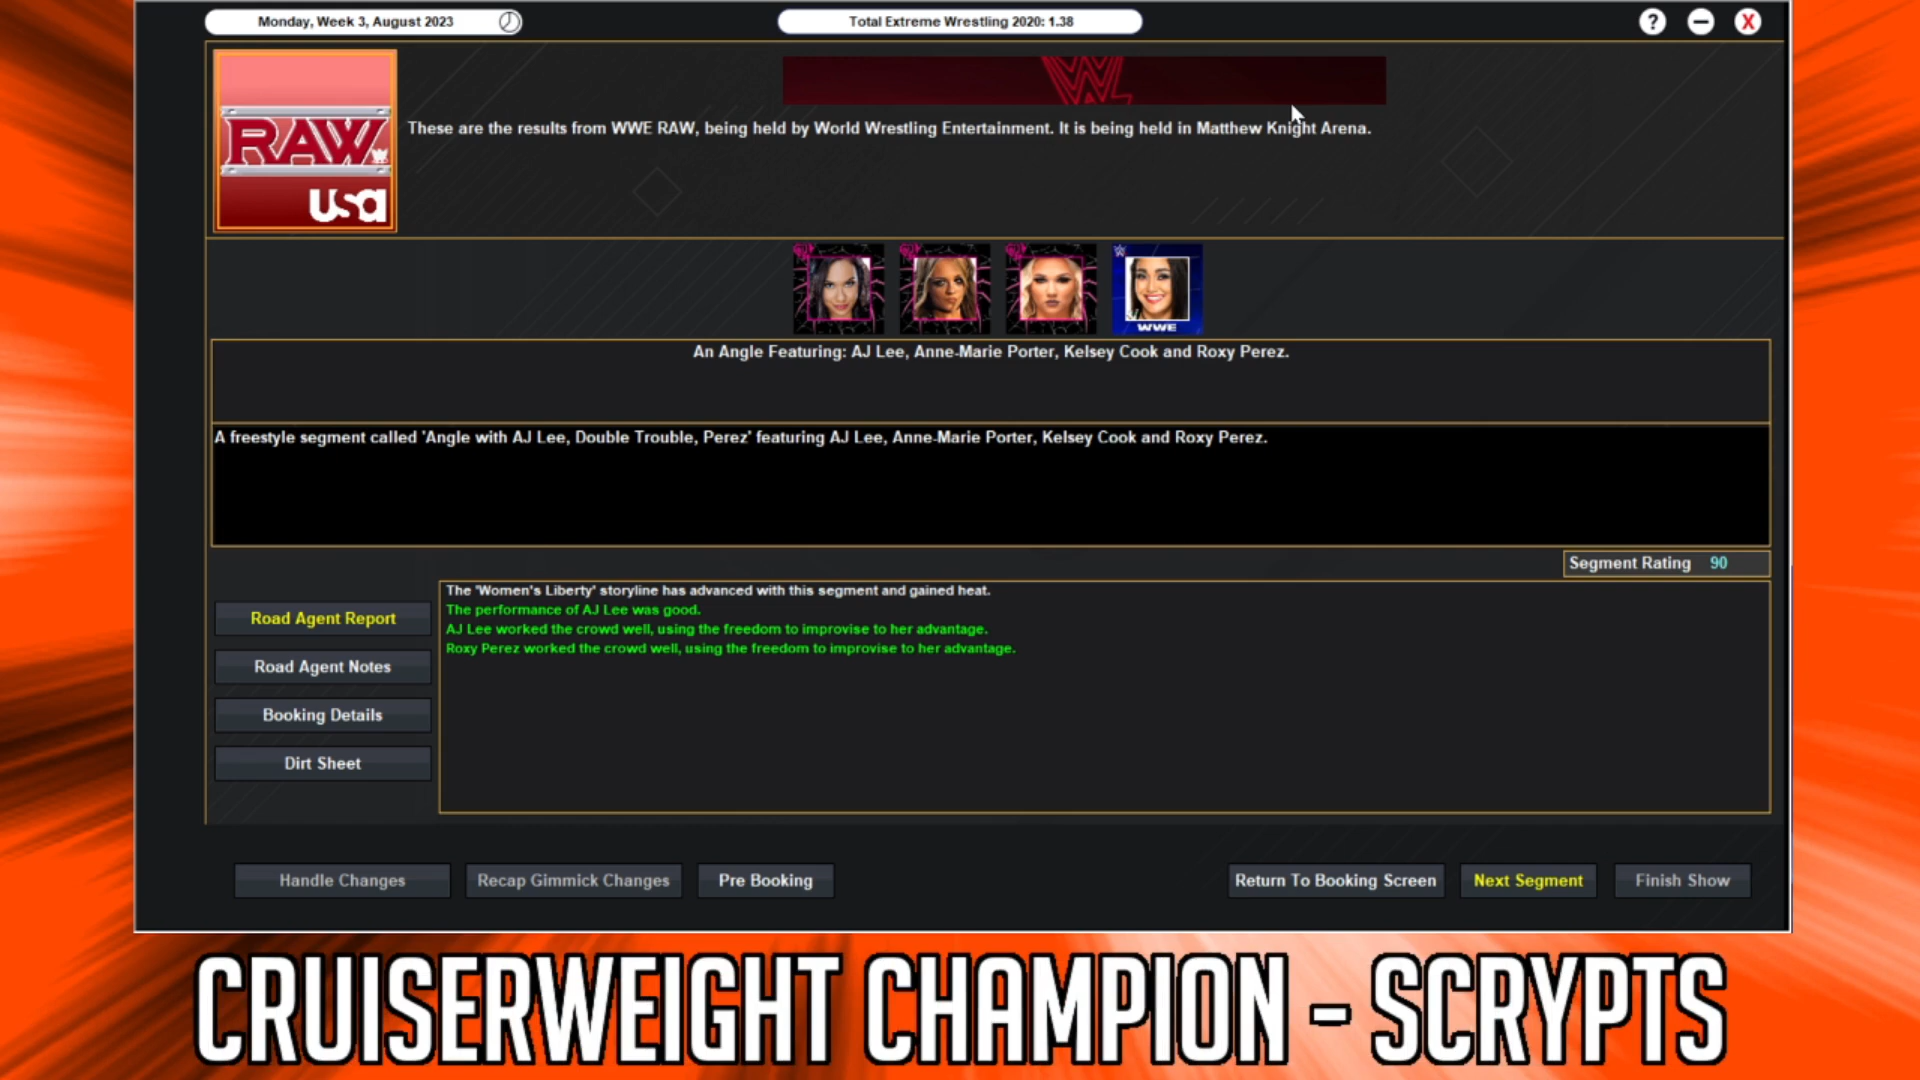 Monday, Week 3, August 2023
Total Extreme Wrestling 2020: 1.38
?
X
RAW
USA
These are the results from WWE RAW, being held by World Wrestling Entertainment. It is being held in Matthew Knight Arena.
WWE
An Angle Featuring: AJ Lee, Anne-Marie Porter, Kelsey Cook and Roxy Perez.
A freestyle segment called 'Angle with AJ Lee, Double Trouble, Perez' featuring AJ Lee, Anne-Marie Porter, Kelsey Cook and Roxy Perez.
Segment Rating 90
Road Agent Report
Road Agent Notes
Booking Details
Dirt Sheet
The 'Women's Liberty' storyline has advanced with this segment and gained heat.
The performance of AJ Lee was good.
AJ Lee worked the crowd well, using the freedom to improvise to her advantage.
Roxy Perez worked the crowd well, using the freedom to improvise to her advantage.
Handle Changes
Recap Gimmick Changes
Pre Booking
Return To Booking Screen
Next Segment
Finish Show
CRUISERWEIGHT CHAMPION - SCRYPTS